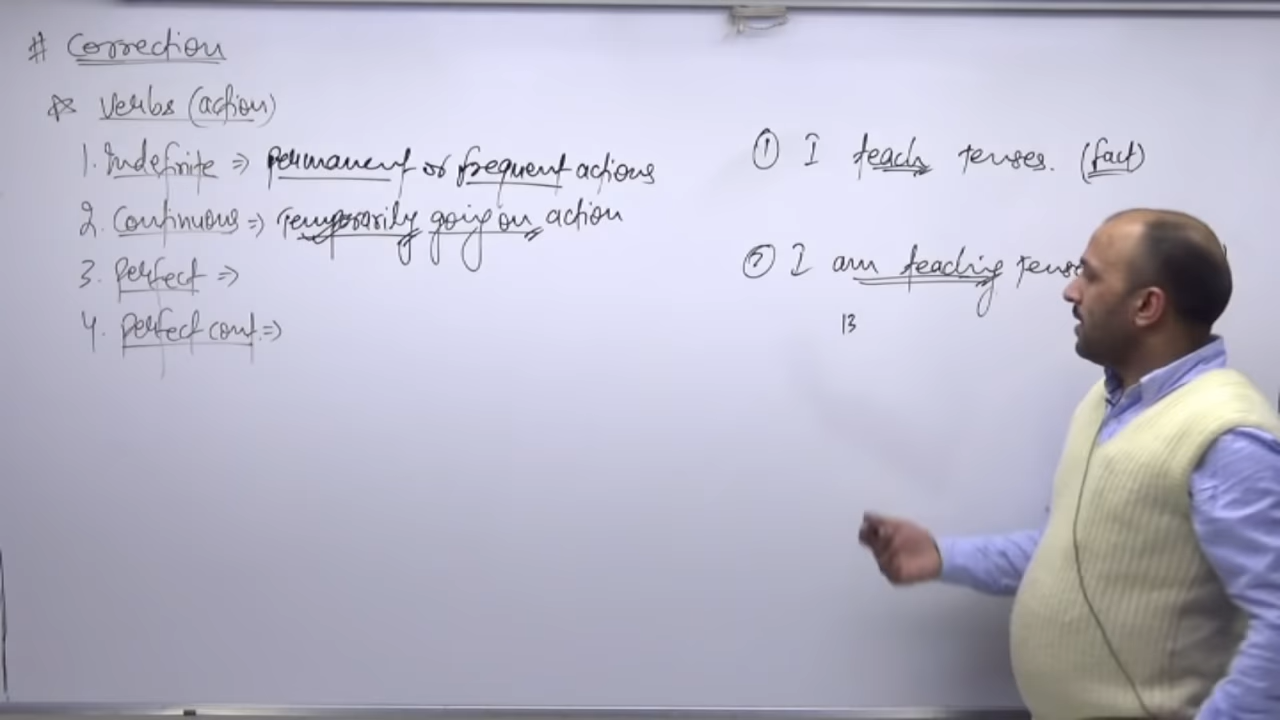 # Correction
☆ Verbs (action)
1. Indefinite ⇒ Permanent or frequent actions
2. Continuous ⇒ Temporarily going on action
3. Perfect ⇒
4. Perfect cont. ⇒
① I teach tenses. (fact)
② I am teaching tense
13